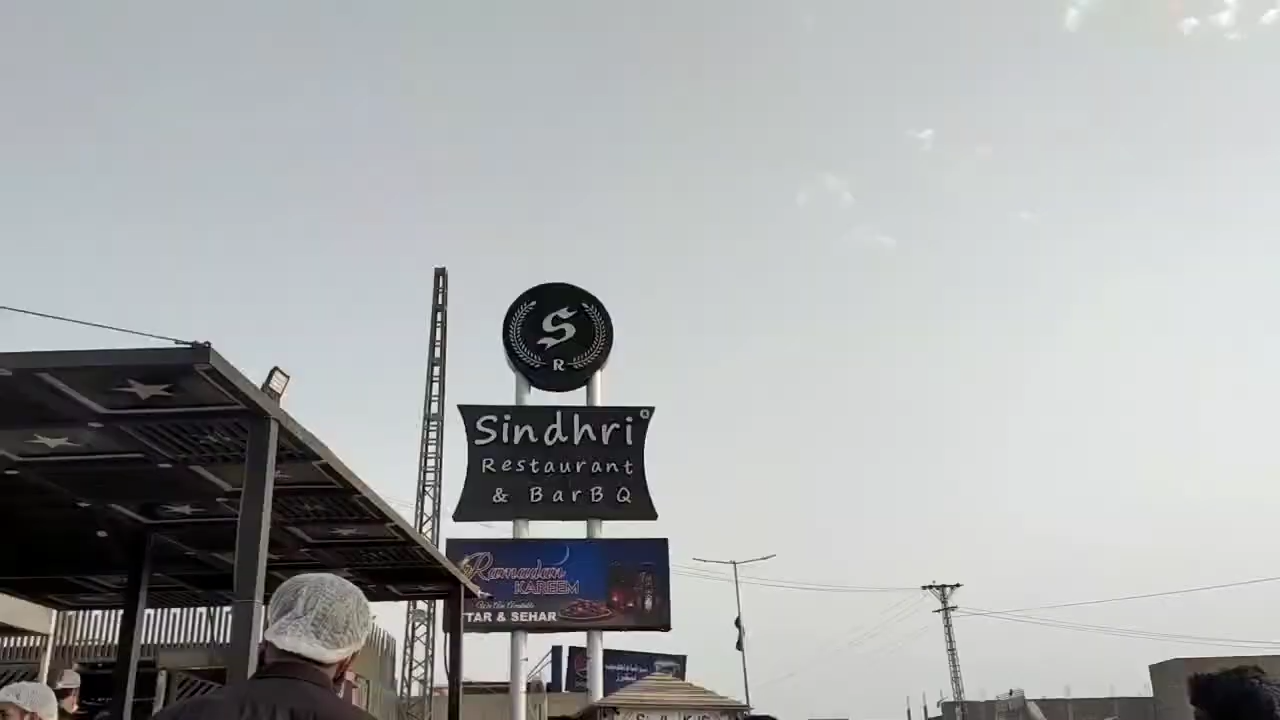 S
R
Sindhri
Restaurant
& BarBQ
Ramadan
KAREEM
TAR & SEHAR